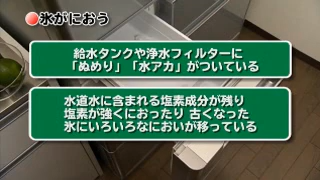 氷がにおう
給水タンクや浄水フィルターに
「ぬめり」「水アカ」がついている
水道水に含まれる塩素成分が残り
塩素が強くにおったり 古くなった
氷にいろいろなにおいが移っている